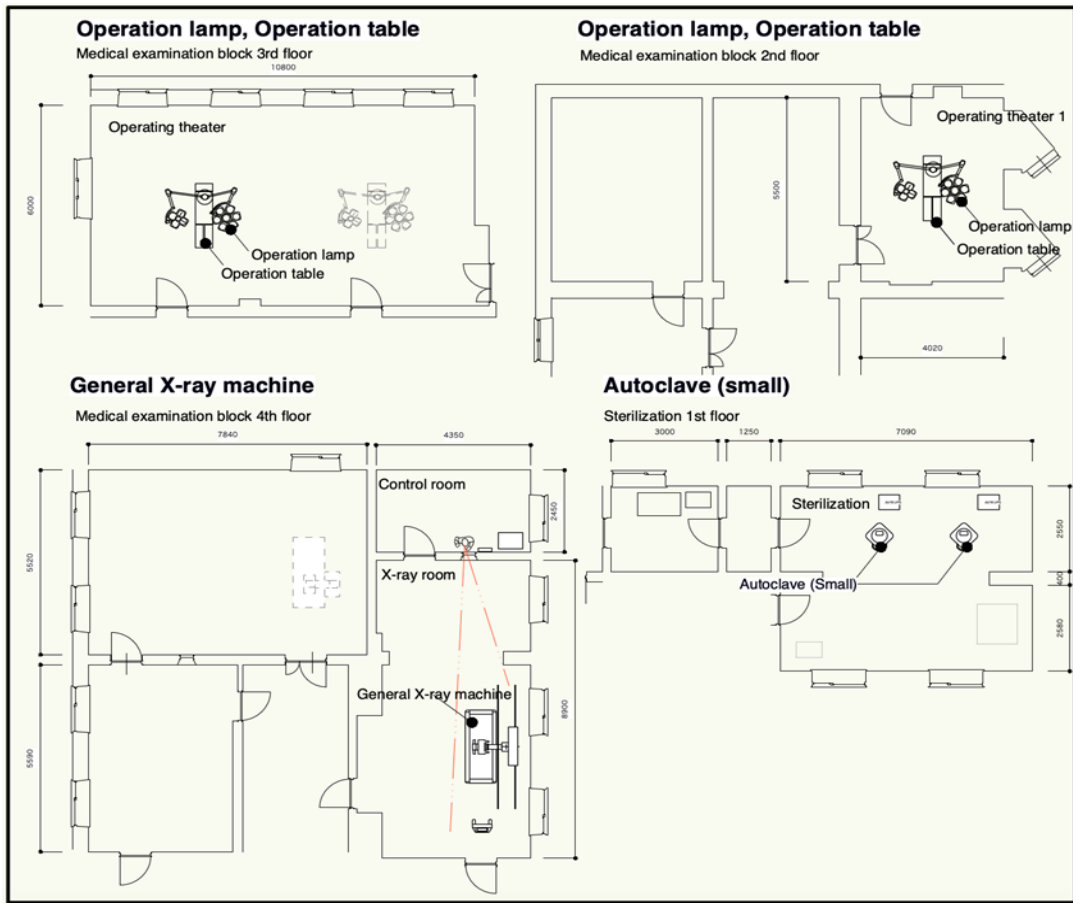 Operation lamp, Operation table
Medical examination block 3rd floor
10800
Operating theater
6000
Operation lamp
Operation table
Operation lamp, Operation table
Medical examination block 2nd floor
Operating theater 1
5500
Operation lamp
Operation table
4020
General X-ray machine
Medical examination block 4th floor
7840
4350
Control room
2450
5520
X-ray room
General X-ray machine
8900
5590
Autoclave (small)
Sterilization 1st floor
3000
1250
7090
Sterilization
2550
Autoclave (Small)
400
2580